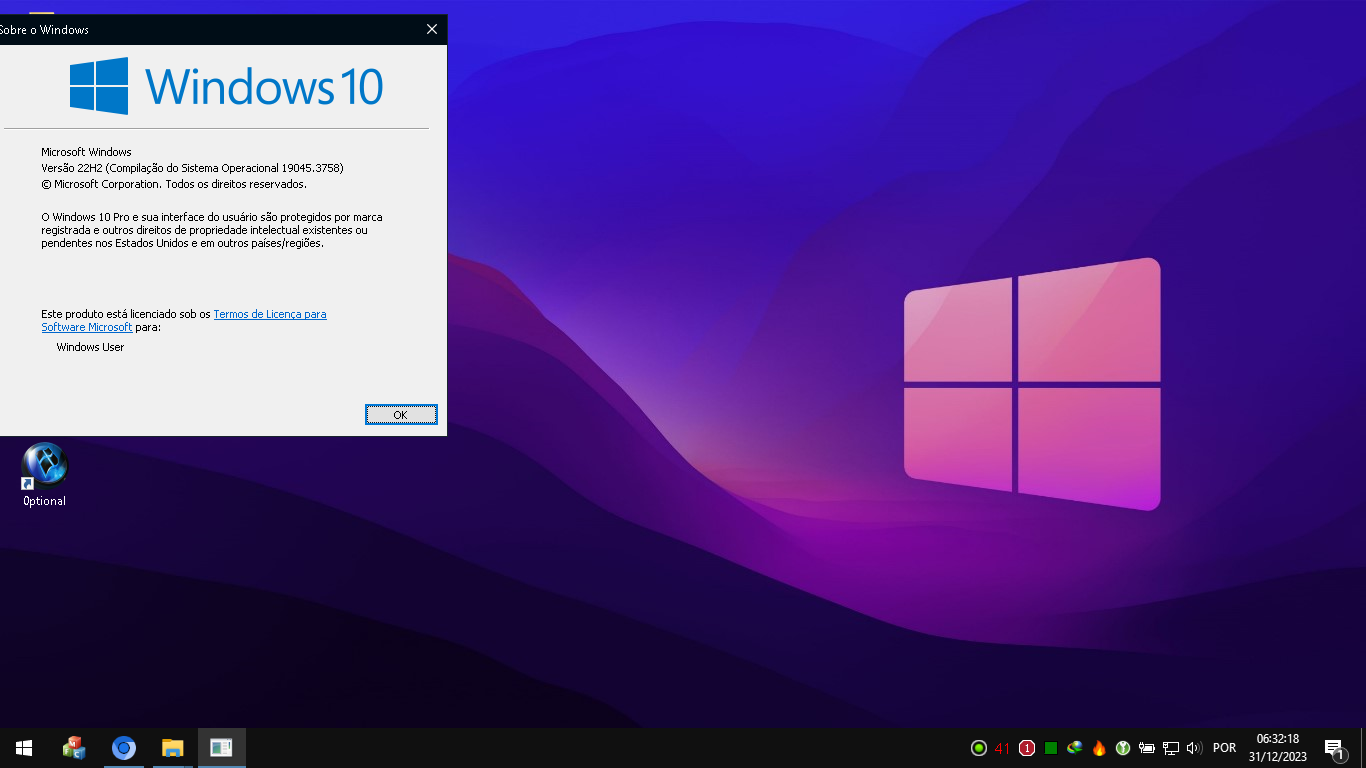 Sobre o Windows
Windows 10
Microsoft Windows
Versão 22H2 (Compilação do Sistema Operacional 19045.3758)
© Microsoft Corporation. Todos os direitos reservados.
O Windows 10 Pro e sua interface do usuário são protegidos por marca
registrada e outros direitos de propriedade intelectual existentes ou
pendentes nos Estados Unidos e em outros países/regiões.
Este produto está licenciado sob os Termos de Licença para
Software Microsoft para:
Windows User
OK
Optional
41
1
POR
06:32:18
31/12/2023
1